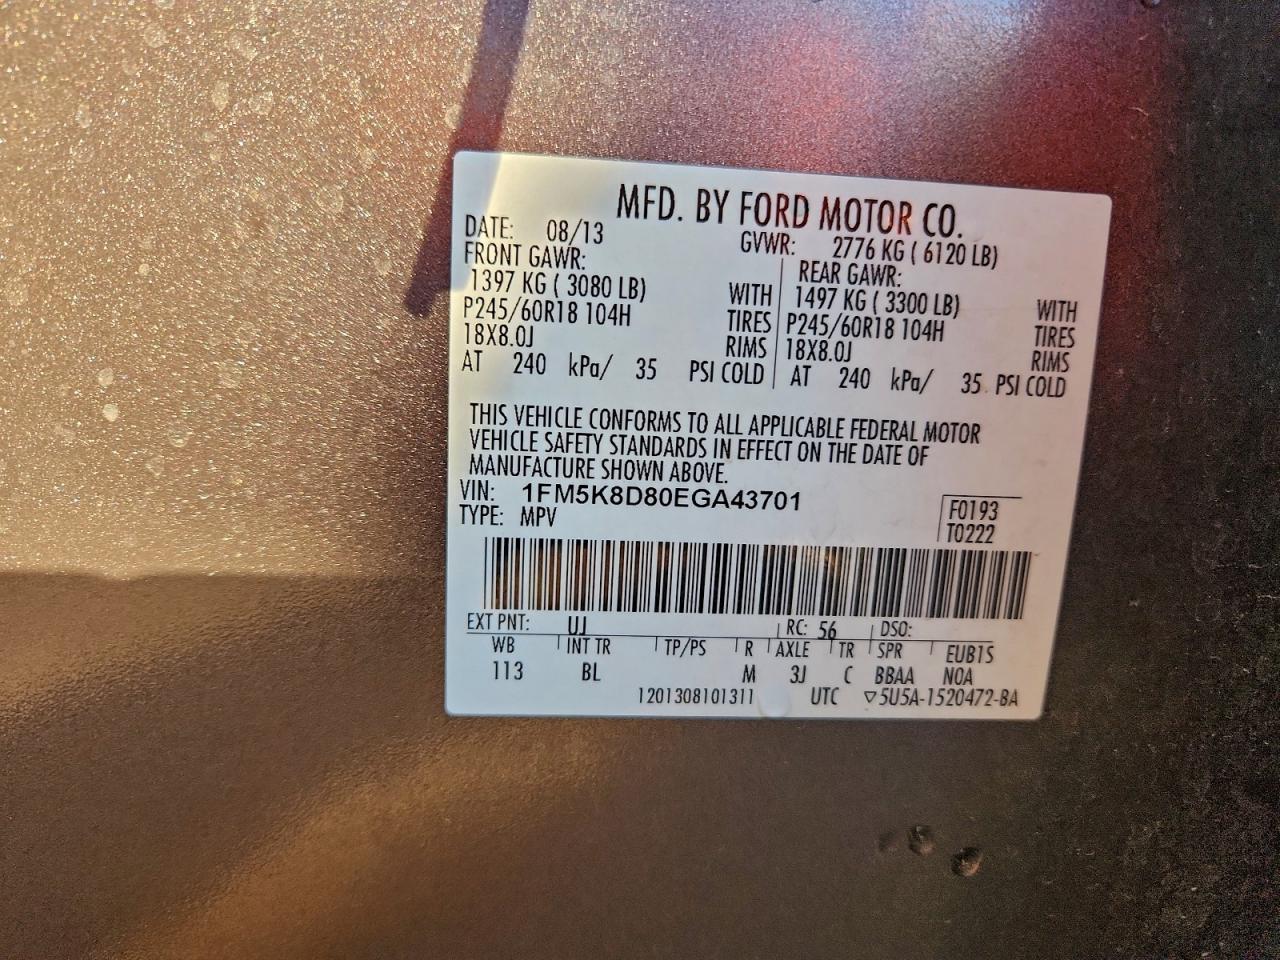 MFD. BY FORD MOTOR CO.
DATE: 08/13 GVWR: 2776 KG ( 6120 LB)
FRONT GAWR: REAR GAWR:
1397 KG ( 3080 LB) WITH 1497 KG ( 3300 LB) WITH
P245/60R18 104H TIRES P245/60R18 104H TIRES
18X8.0J RIMS 18X8.0J RIMS
AT 240 kPa/ 35 PSI COLD AT 240 kPa/ 35 PSI COLD
THIS VEHICLE CONFORMS TO ALL APPLICABLE FEDERAL MOTOR
VEHICLE SAFETY STANDARDS IN EFFECT ON THE DATE OF
MANUFACTURE SHOWN ABOVE.
VIN: 1FM5K8D80EGA43701 F0193
TYPE: MPV T0222
EXT PNT: UJ RC: 56 DSO:
WB INT TR TP/PS R AXLE TR SPR EUB1S
113 BL M 3J C BBAA NOA
1201308101311 UTC ▽5U5A-1520472-BA